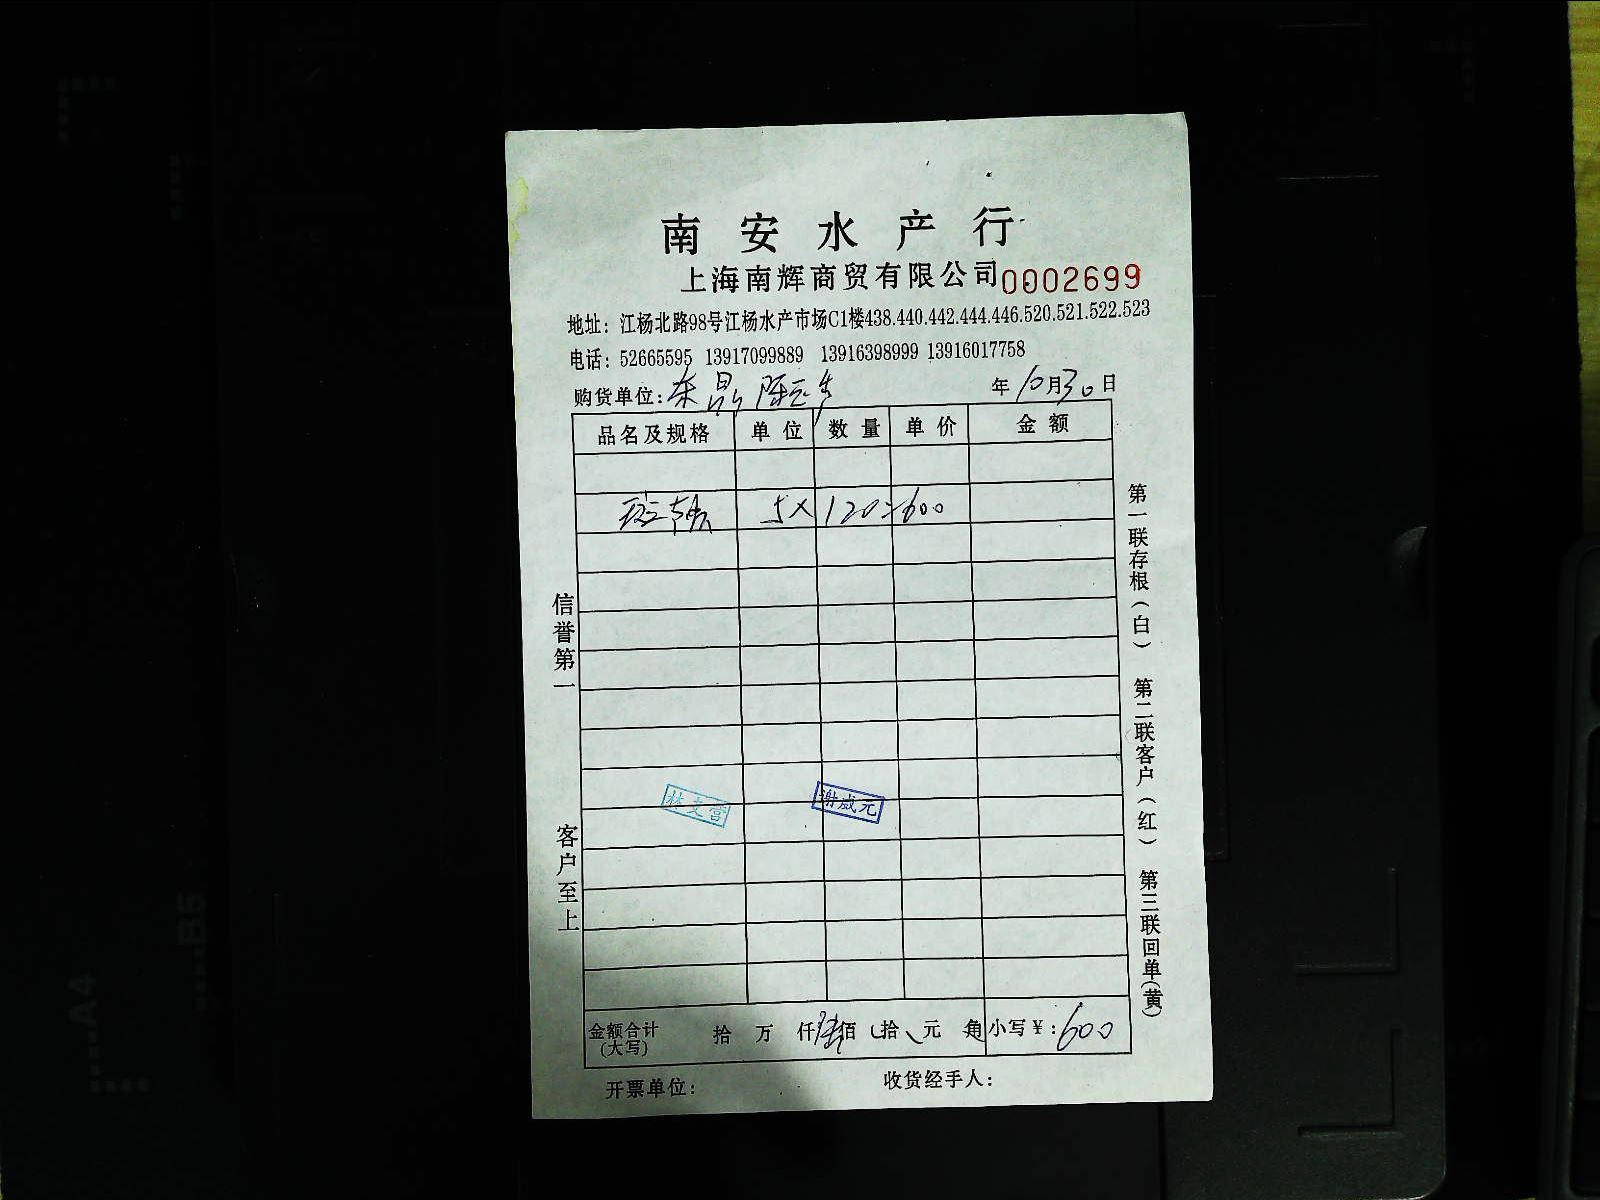 南安水产行
上海南辉商贸有限公司0002699
地址：江杨北路98号江杨水产市场C1楼438.440.442.444.446.520.521.522.523
电话：52665595 13917099889 13916398999 13916017758
购货单位： 年10月30日
品名及规格 单位 数量 单价 金额
5×120=600
林文营
谢威元
金额合计(大写) 拾 万 仟陆佰 拾 元 角 小写¥：600
开票单位： 收货经手人：
信誉第一
客户至上
第一联存根（白） 第二联客户（红） 第三联回单（黄）